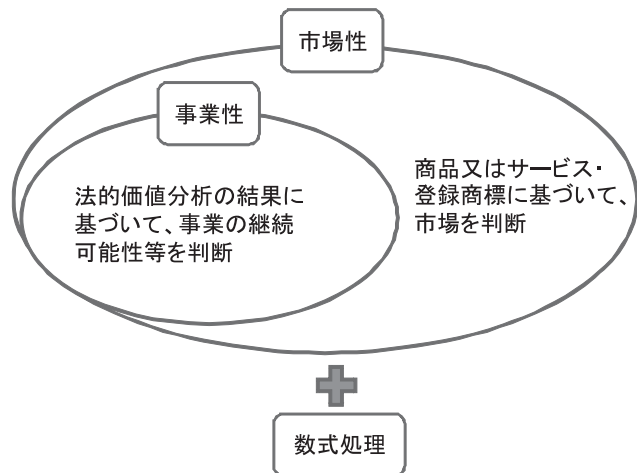 市場性
事業性
法的価値分析の結果に
基づいて、事業の継続
可能性等を判断
商品又はサービス・
登録商標に基づいて、
市場を判断
数式処理